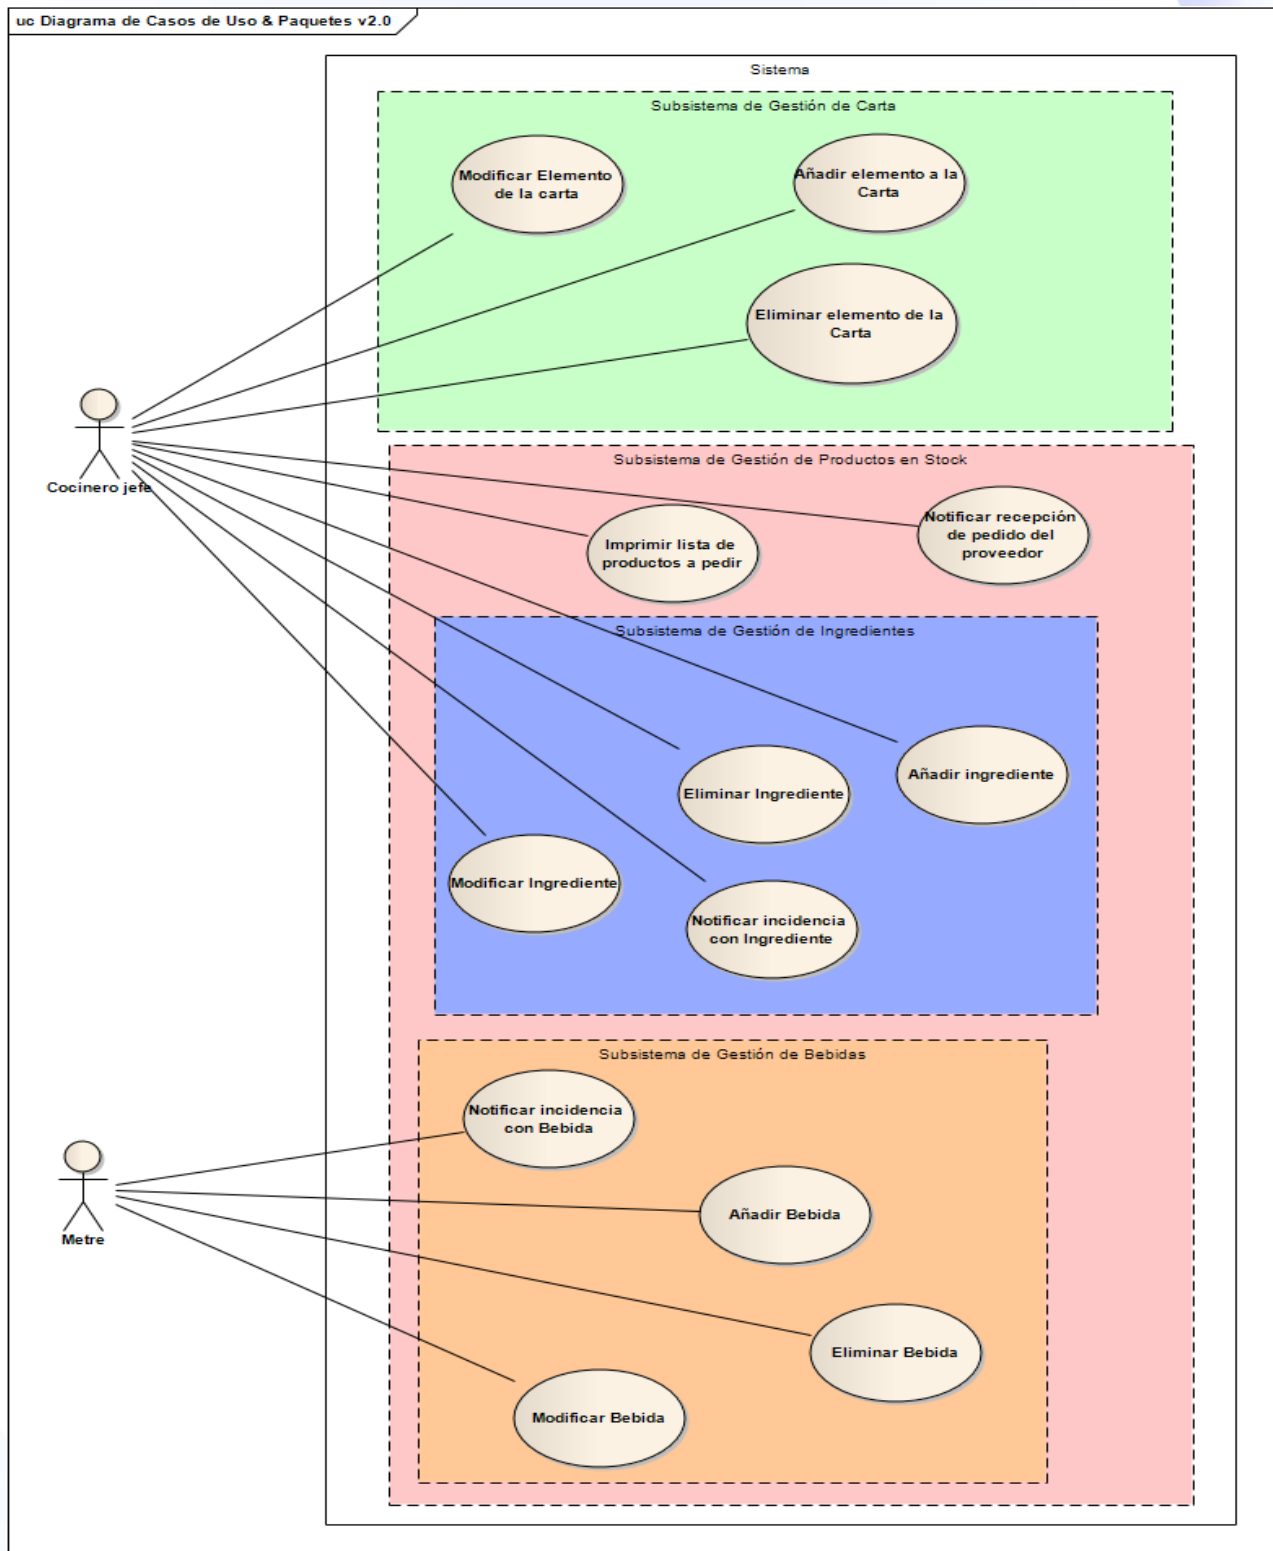 uc Diagrama de Casos de Uso & Paquetes v2.0
Sistema
Subsistema de Gestión de Carta
Modificar Elemento
de la carta
Añadir elemento a la
Carta
Eliminar elemento de la
Carta
Cocinero jefe
Subsistema de Gestión de Productos en Stock
Imprimir lista de
productos a pedir
Notificar recepción
de pedido del
proveedor
Subsistema de Gestión de Ingredientes
Eliminar Ingrediente
Añadir ingrediente
Modificar Ingrediente
Notificar incidencia
con Ingrediente
Subsistema de Gestión de Bebidas
Notificar incidencia
con Bebida
Metre
Añadir Bebida
Eliminar Bebida
Modificar Bebida